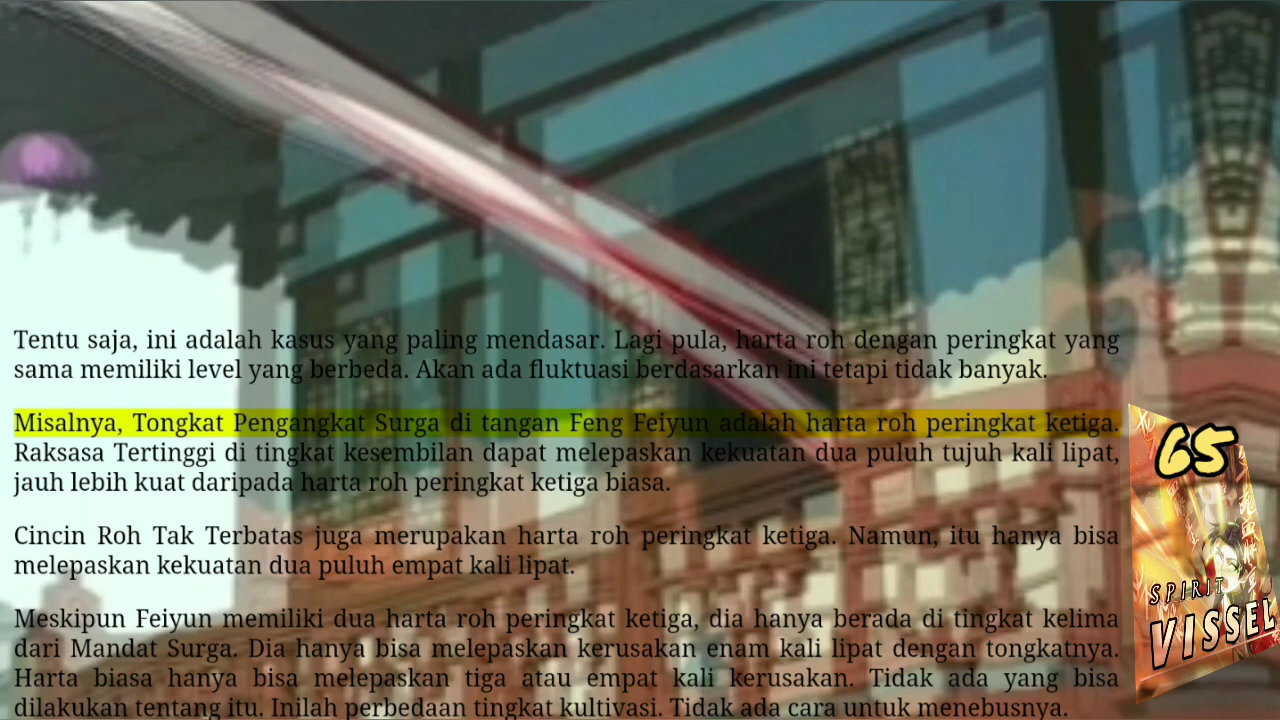 Tentu saja, ini adalah kasus yang paling mendasar. Lagi pula, harta roh dengan peringkat yang
sama memiliki level yang berbeda. Akan ada fluktuasi berdasarkan ini tetapi tidak banyak.
Misalnya, Tongkat Pengangkat Surga di tangan Feng Feiyun adalah harta roh peringkat ketiga.
Raksasa Tertinggi di tingkat kesembilan dapat melepaskan kekuatan dua puluh tujuh kali lipat,
jauh lebih kuat daripada harta roh peringkat ketiga biasa.
Cincin Roh Tak Terbatas juga merupakan harta roh peringkat ketiga. Namun, itu hanya bisa
melepaskan kekuatan dua puluh empat kali lipat.
Meskipun Feiyun memiliki dua harta roh peringkat ketiga, dia hanya berada di tingkat kelima
dari Mandat Surga. Dia hanya bisa melepaskan kerusakan enam kali lipat dengan tongkatnya.
Harta biasa hanya bisa melepaskan tiga atau empat kali kerusakan. Tidak ada yang bisa
dilakukan tentang itu. Inilah perbedaan tingkat kultivasi. Tidak ada cara untuk menebusnya.
65
SPIRIT
VISSEL